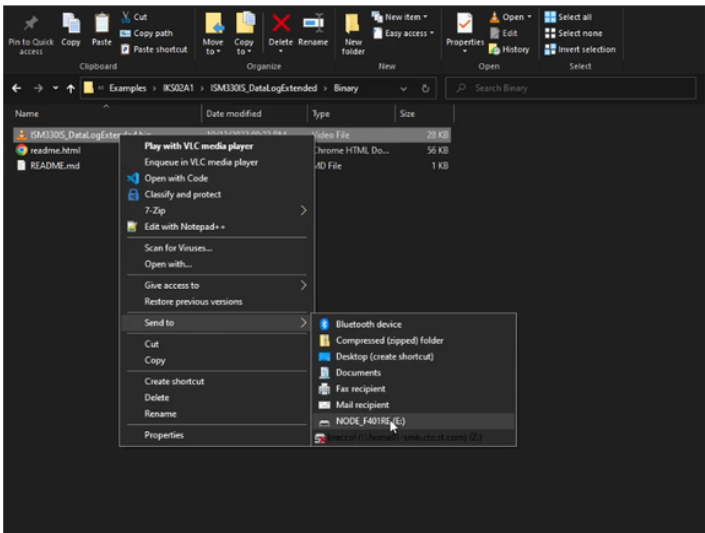 Pin to Quick access
Copy
Paste
Cut
Copy path
Paste shortcut
Clipboard
Move to
Copy to
Delete
Rename
Organize
New folder
New item
Easy access
New
Properties
Open
Edit
History
Open
Select all
Select none
Invert selection
Select
Examples > IKS02A1 > ISM330IS_DataLogExtended > Binary
Search Binary
Name Date modified Type Size
ISM330IS_DataLogExtended.bin Video File 28 KB
readme.html Chrome HTML Do... 56 KB
README.md MD File 1 KB
Play with VLC media player
Enqueue in VLC media player
Open with Code
Classify and protect
7-Zip
Edit with Notepad++
Scan for Viruses...
Open with...
Give access to
Restore previous versions
Send to
Cut
Copy
Create shortcut
Delete
Rename
Properties
Bluetooth device
Compressed (zipped) folder
Desktop (create shortcut)
Documents
Fax recipient
Mail recipient
NODE_F401RE (E:)
(\\home01-smb.cto.st.com) (Z:)